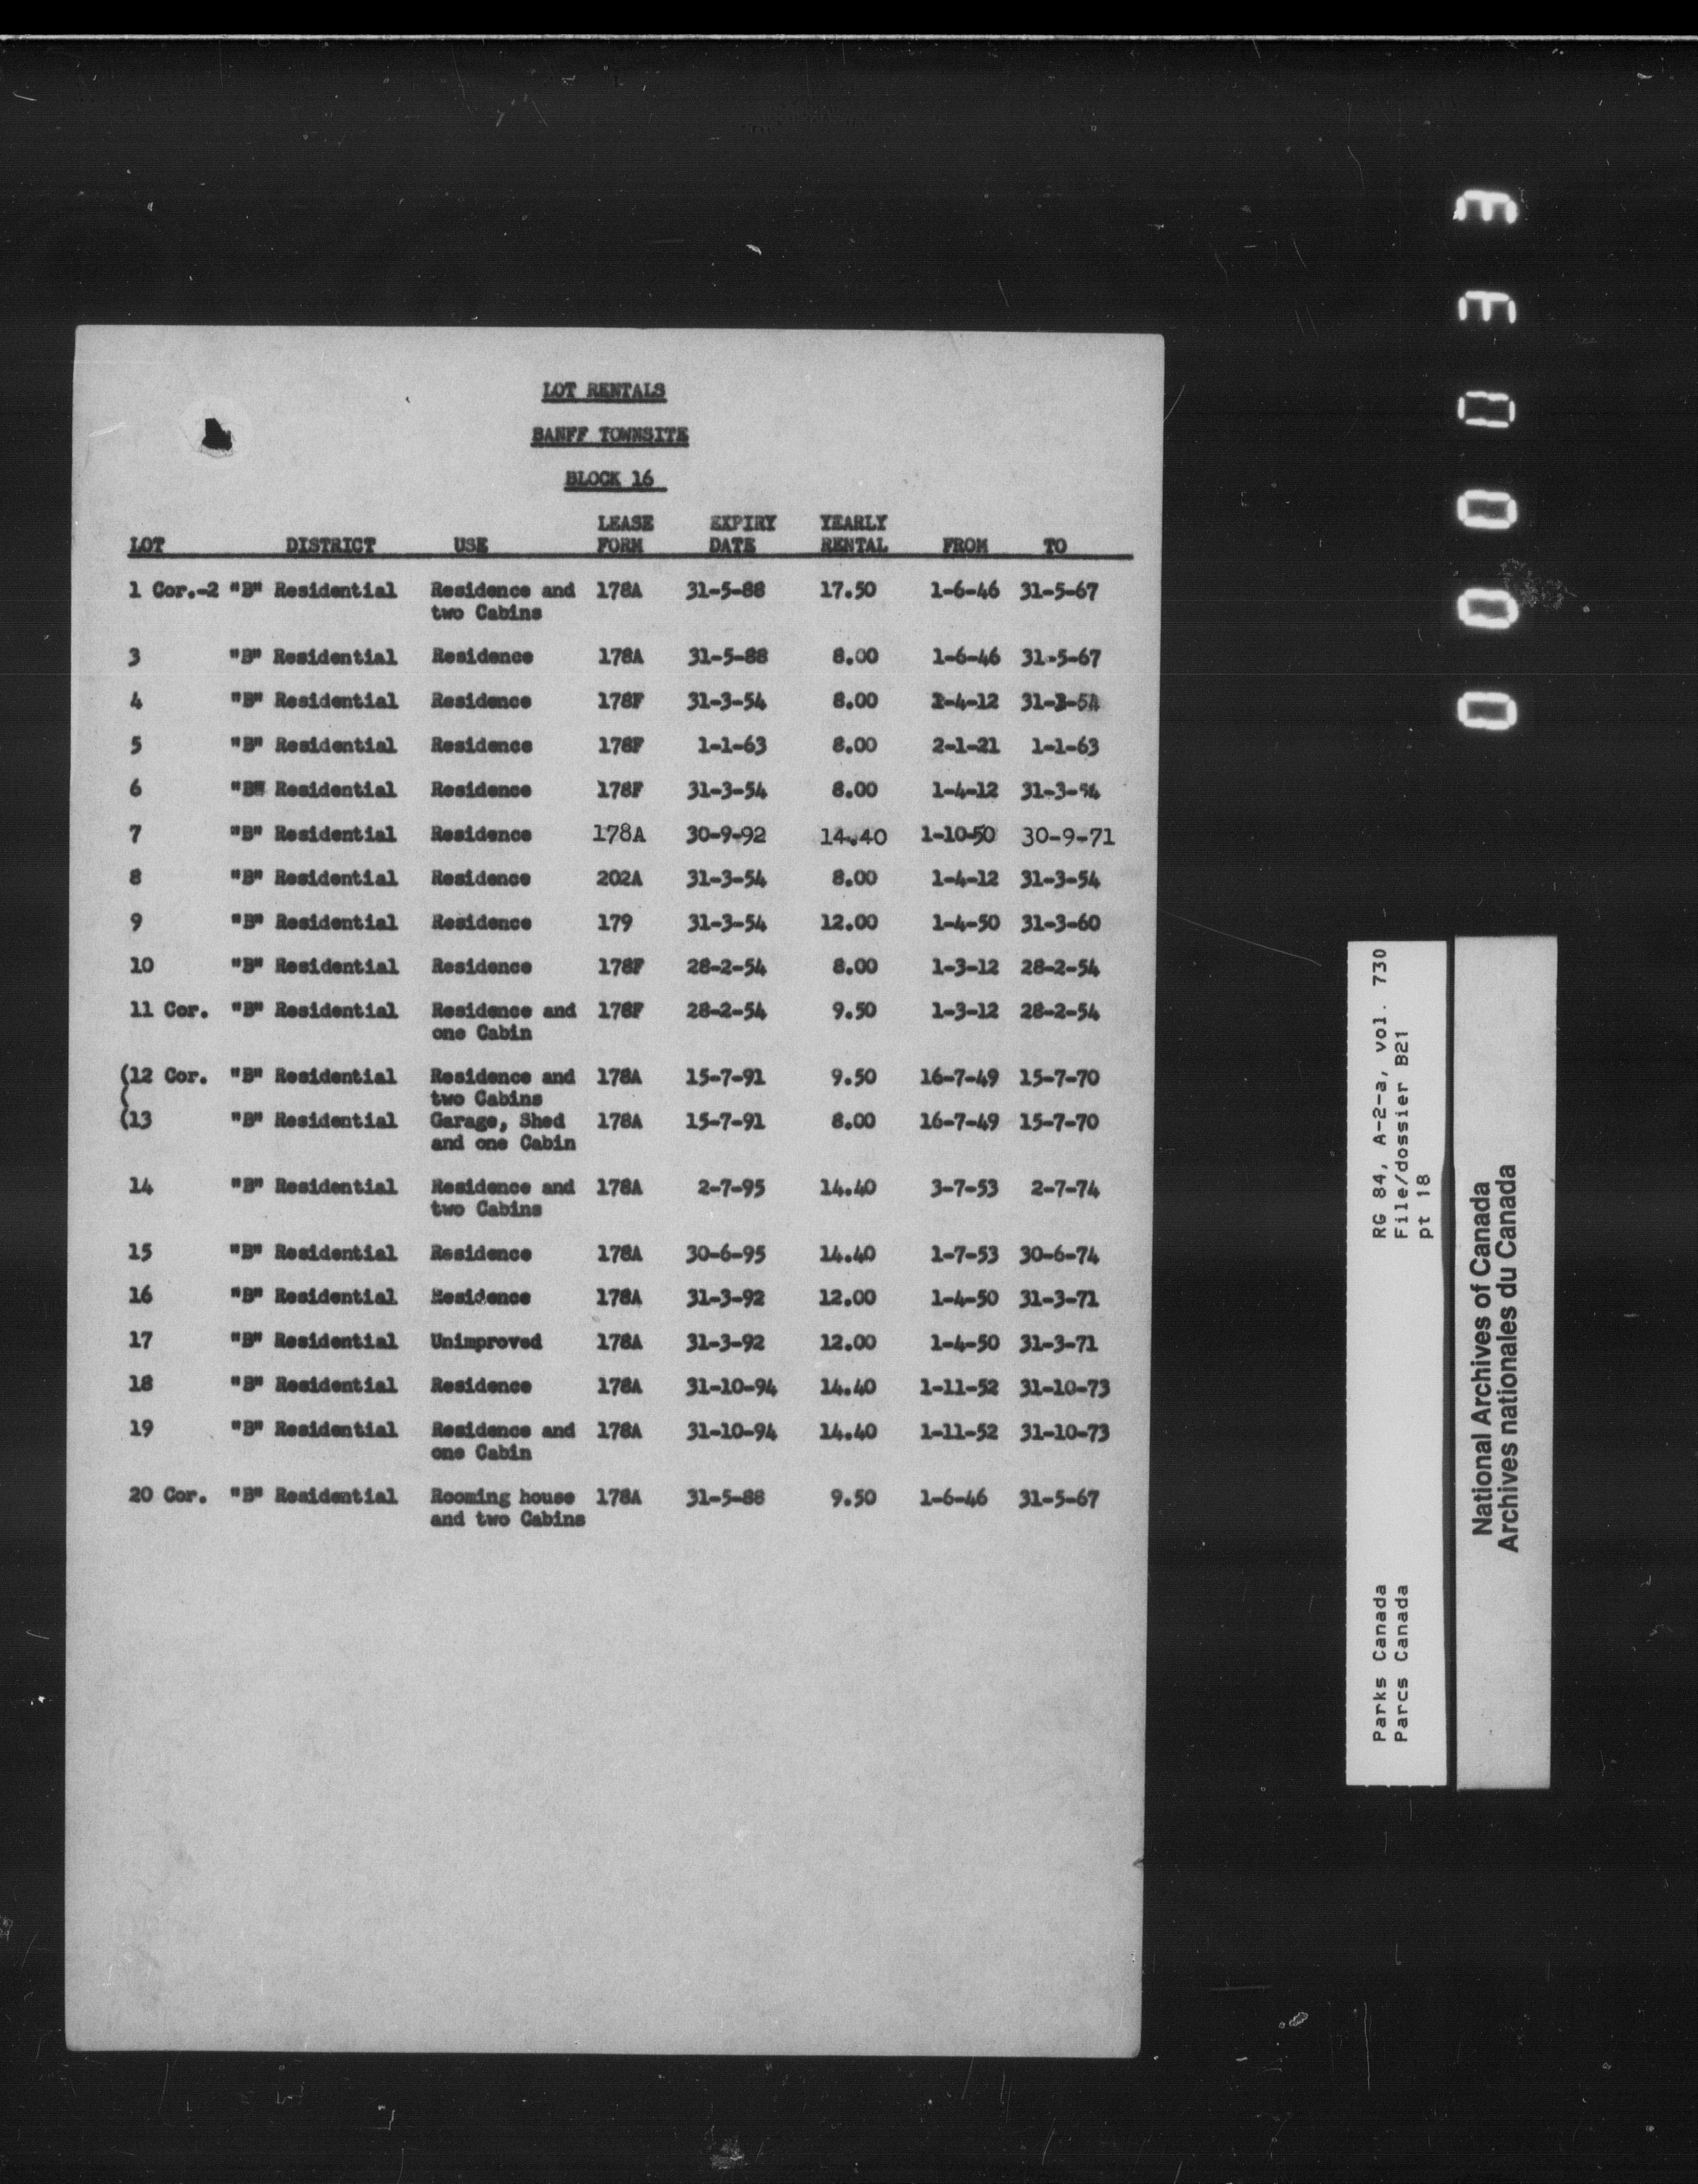 LOT RENTALS
BANFF TOWNSITE
BLOCK 16
LOT DISTRICT USE LEASE FORM EXPIRY DATE YEARLY RENTAL FROM TO
1 Cor.-2 "B" Residential Residence and 178A 31-5-88 17.50 1-6-46 31-5-67
two Cabins
3 "B" Residential Residence 178A 31-5-88 8.00 1-6-46 31-5-67
4 "B" Residential Residence 178F 31-3-54 8.00 1-4-12 31-3-54
5 "B" Residential Residence 178F 1-1-63 8.00 2-1-21 1-1-63
6 "B" Residential Residence 178F 31-3-54 8.00 1-4-12 31-3-54
7 "B" Residential Residence 178A 30-9-92 14.40 1-10-50 30-9-71
8 "B" Residential Residence 202A 31-3-54 8.00 1-4-12 31-3-54
9 "B" Residential Residence 179 31-3-54 12.00 1-4-50 31-3-60
10 "B" Residential Residence 178F 28-2-54 8.00 1-3-12 28-2-54
11 Cor. "B" Residential Residence and 178F 28-2-54 9.50 1-3-12 28-2-54
one Cabin
(12 Cor. "B" Residential Residence and 178A 15-7-91 9.50 16-7-49 15-7-70
( two Cabins
(13 "B" Residential Garage, Shed 178A 15-7-91 8.00 16-7-49 15-7-70
and one Cabin
14 "B" Residential Residence and 178A 2-7-95 14.40 3-7-53 2-7-74
two Cabins
15 "B" Residential Residence 178A 30-6-95 14.40 1-7-53 30-6-74
16 "B" Residential Residence 178A 31-3-92 12.00 1-4-50 31-3-71
17 "B" Residential Unimproved 178A 31-3-92 12.00 1-4-50 31-3-71
18 "B" Residential Residence 178A 31-10-94 14.40 1-11-52 31-10-73
19 "B" Residential Residence and 178A 31-10-94 14.40 1-11-52 31-10-73
one Cabin
20 Cor. "B" Residential Rooming house 178A 31-5-88 9.50 1-6-46 31-5-67
and two Cabins
000033
Parks Canada RG 84, A-2-a, vol. 730
Parcs Canada File/dossier B21
pt 18
National Archives of Canada
Archives nationales du Canada